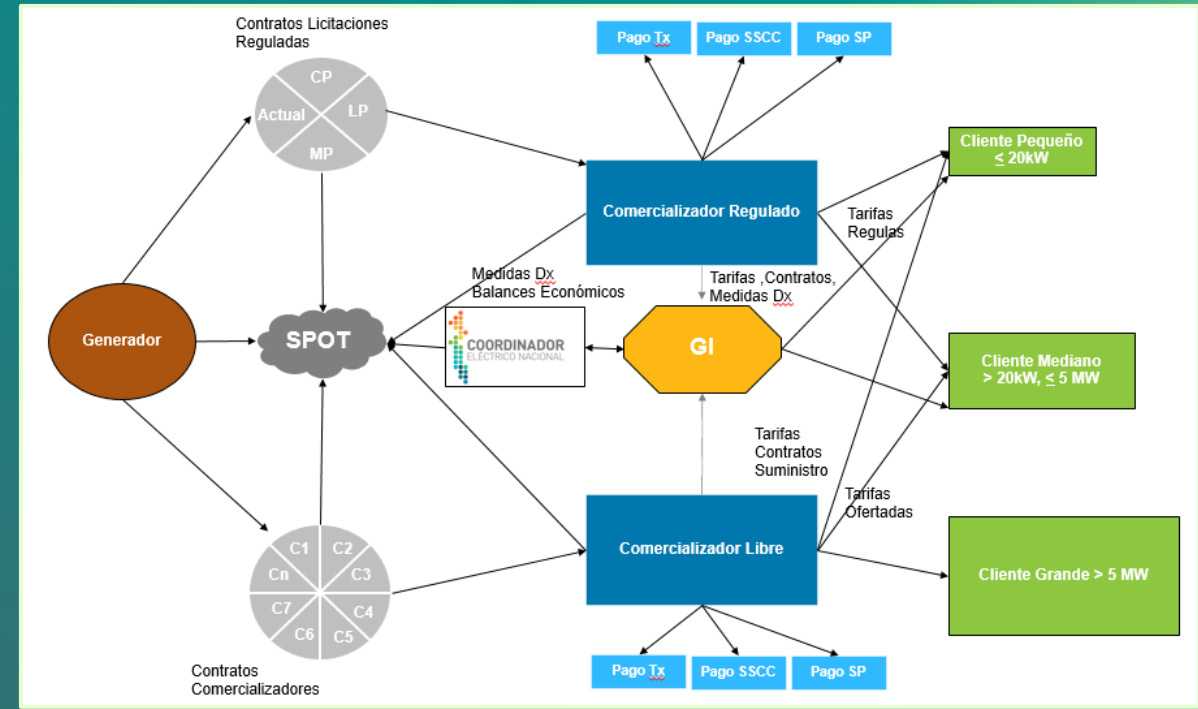 Contratos Licitaciones
Reguladas
Pago Tx
Pago SSCC
Pago SP
CP
Actual
LP
MP
Cliente Pequeño
≤ 20kW
Comercializador Regulado
Tarifas
Regulas
Medidas Dx
Balances Económicos
Tarifas ,Contratos,
Medidas Dx
Generador
SPOT
COORDINADOR
ELÉCTRICO NACIONAL
GI
Cliente Mediano
> 20kW, ≤ 5 MW
Tarifas
Contratos
Suministro
Tarifas
Ofertadas
C1
C2
Cn
C3
C7
C4
C6
C5
Comercializador Libre
Cliente Grande > 5 MW
Contratos
Comercializadores
Pago Tx
Pago SSCC
Pago SP